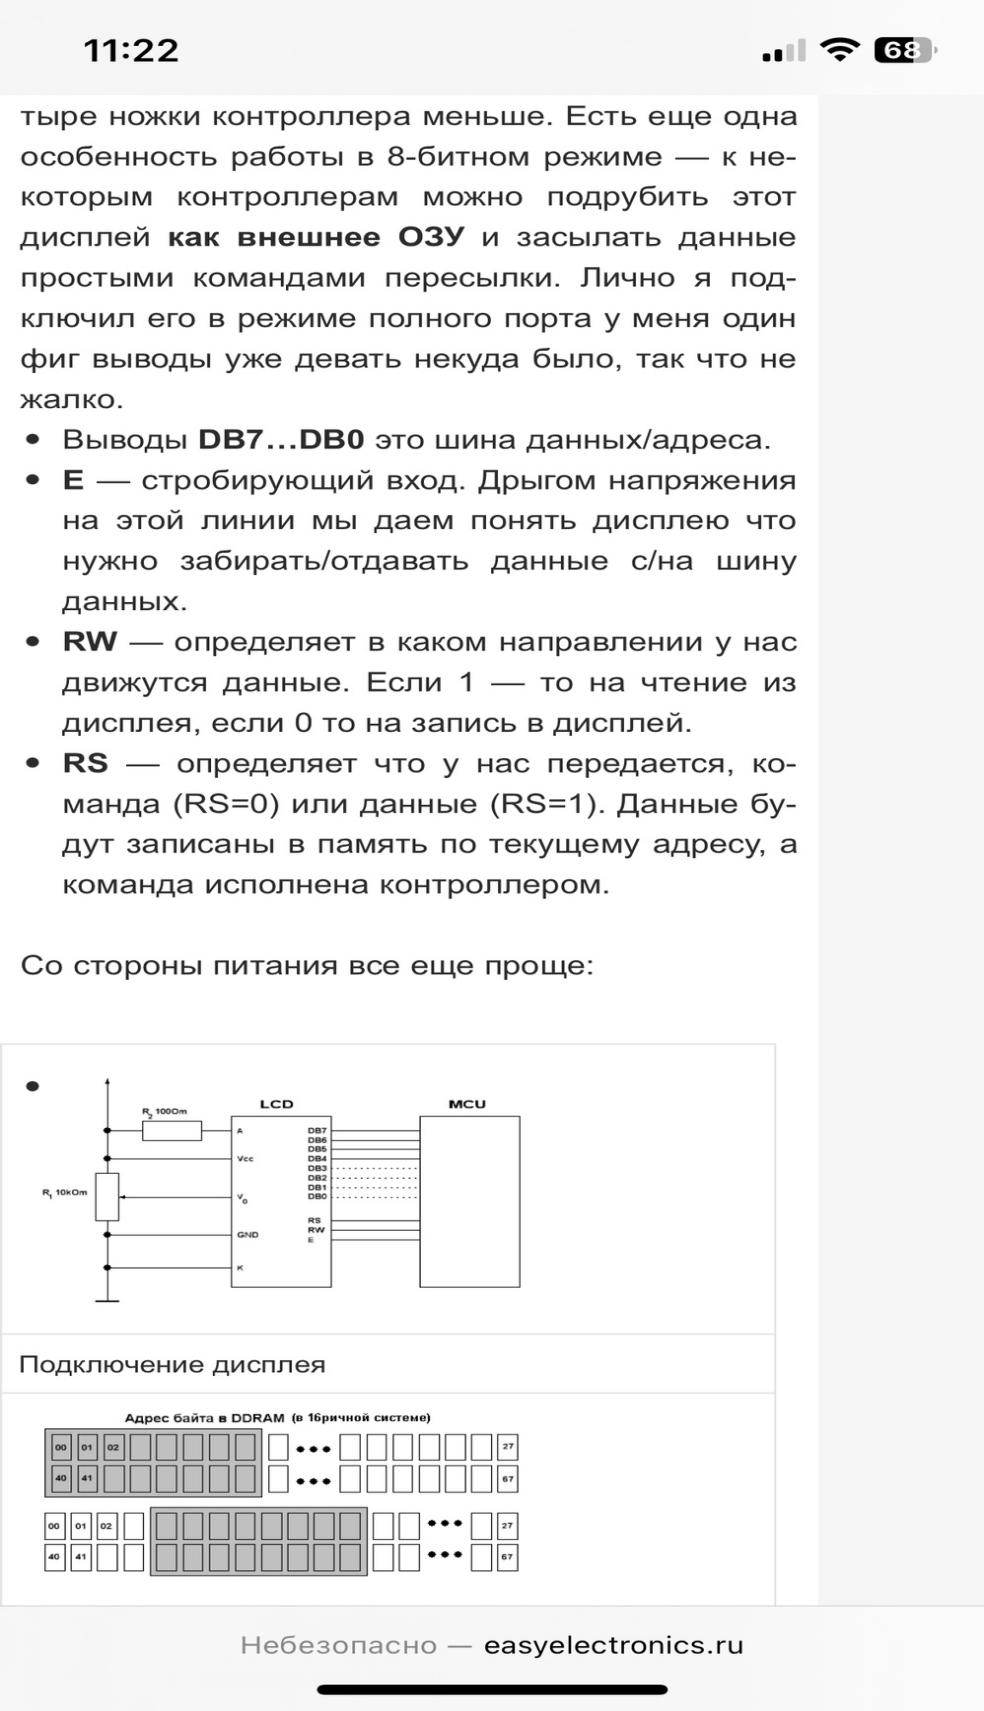 11:22
68
тыре ножки контроллера меньше. Есть еще одна
особенность работы в 8-битном режиме — к не-
которым контроллерам можно подрубить этот
дисплей как внешнее ОЗУ и засылать данные
простыми командами пересылки. Лично я под-
ключил его в режиме полного порта у меня один
фиг выводы уже девать некуда было, так что не
жалко.
• Выводы DB7…DB0 это шина данных/адреса.
• E — стробирующий вход. Дрыгом напряжения
на этой линии мы даем понять дисплею что
нужно забирать/отдавать данные с/на шину
данных.
• RW — определяет в каком направлении у нас
движутся данные. Если 1 — то на чтение из
дисплея, если 0 то на запись в дисплей.
• RS — определяет что у нас передается, ко-
манда (RS=0) или данные (RS=1). Данные бу-
дут записаны в память по текущему адресу, а
команда исполнена контроллером.
Со стороны питания все еще проще:
LCD
MCU
R2 100Om
A
Vcc
R1 10kOm
V0
GND
K
DB7
DB6
DB5
DB4
DB3
DB2
DB1
DB0
RS
RW
E
Подключение дисплея
Адрес байта в DDRAM (в 16ричной системе)
00 01 02 27
40 41 67
00 01 02 27
40 41 67
Небезопасно — easyelectronics.ru